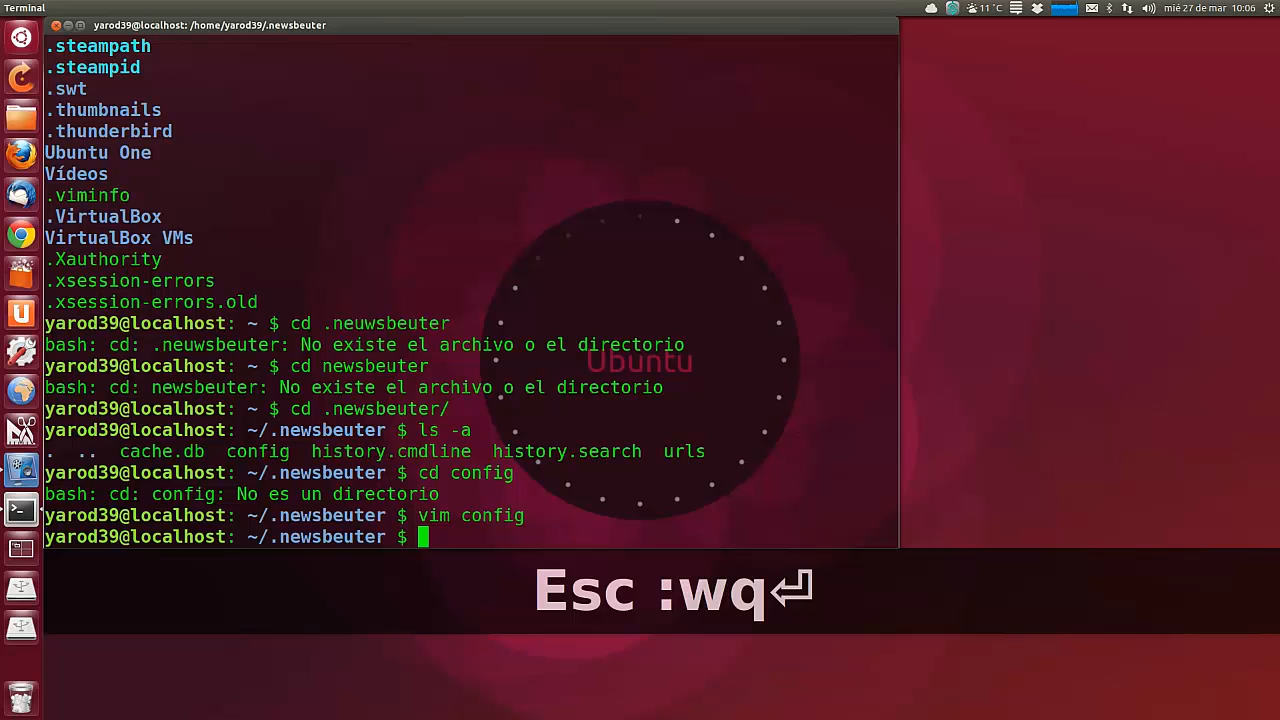 Terminal
11 °C
mié 27 de mar 10:06
yarod39@localhost: /home/yarod39/.newsbeuter
.steampath
.steampid
.swt
.thumbnails
.thunderbird
Ubuntu One
Vídeos
.viminfo
.VirtualBox
VirtualBox VMs
.Xauthority
.xsession-errors
.xsession-errors.old
yarod39@localhost: ~ $ cd .neuwsbeuter
bash: cd: .neuwsbeuter: No existe el archivo o el directorio
Ubuntu
yarod39@localhost: ~ $ cd newsbeuter
bash: cd: newsbeuter: No existe el archivo o el directorio
yarod39@localhost: ~ $ cd .newsbeuter/
yarod39@localhost: ~/.newsbeuter $ ls -a
. .. cache.db config history.cmdline history.search urls
yarod39@localhost: ~/.newsbeuter $ cd config
bash: cd: config: No es un directorio
yarod39@localhost: ~/.newsbeuter $ vim config
yarod39@localhost: ~/.newsbeuter $
Esc :wq⏎